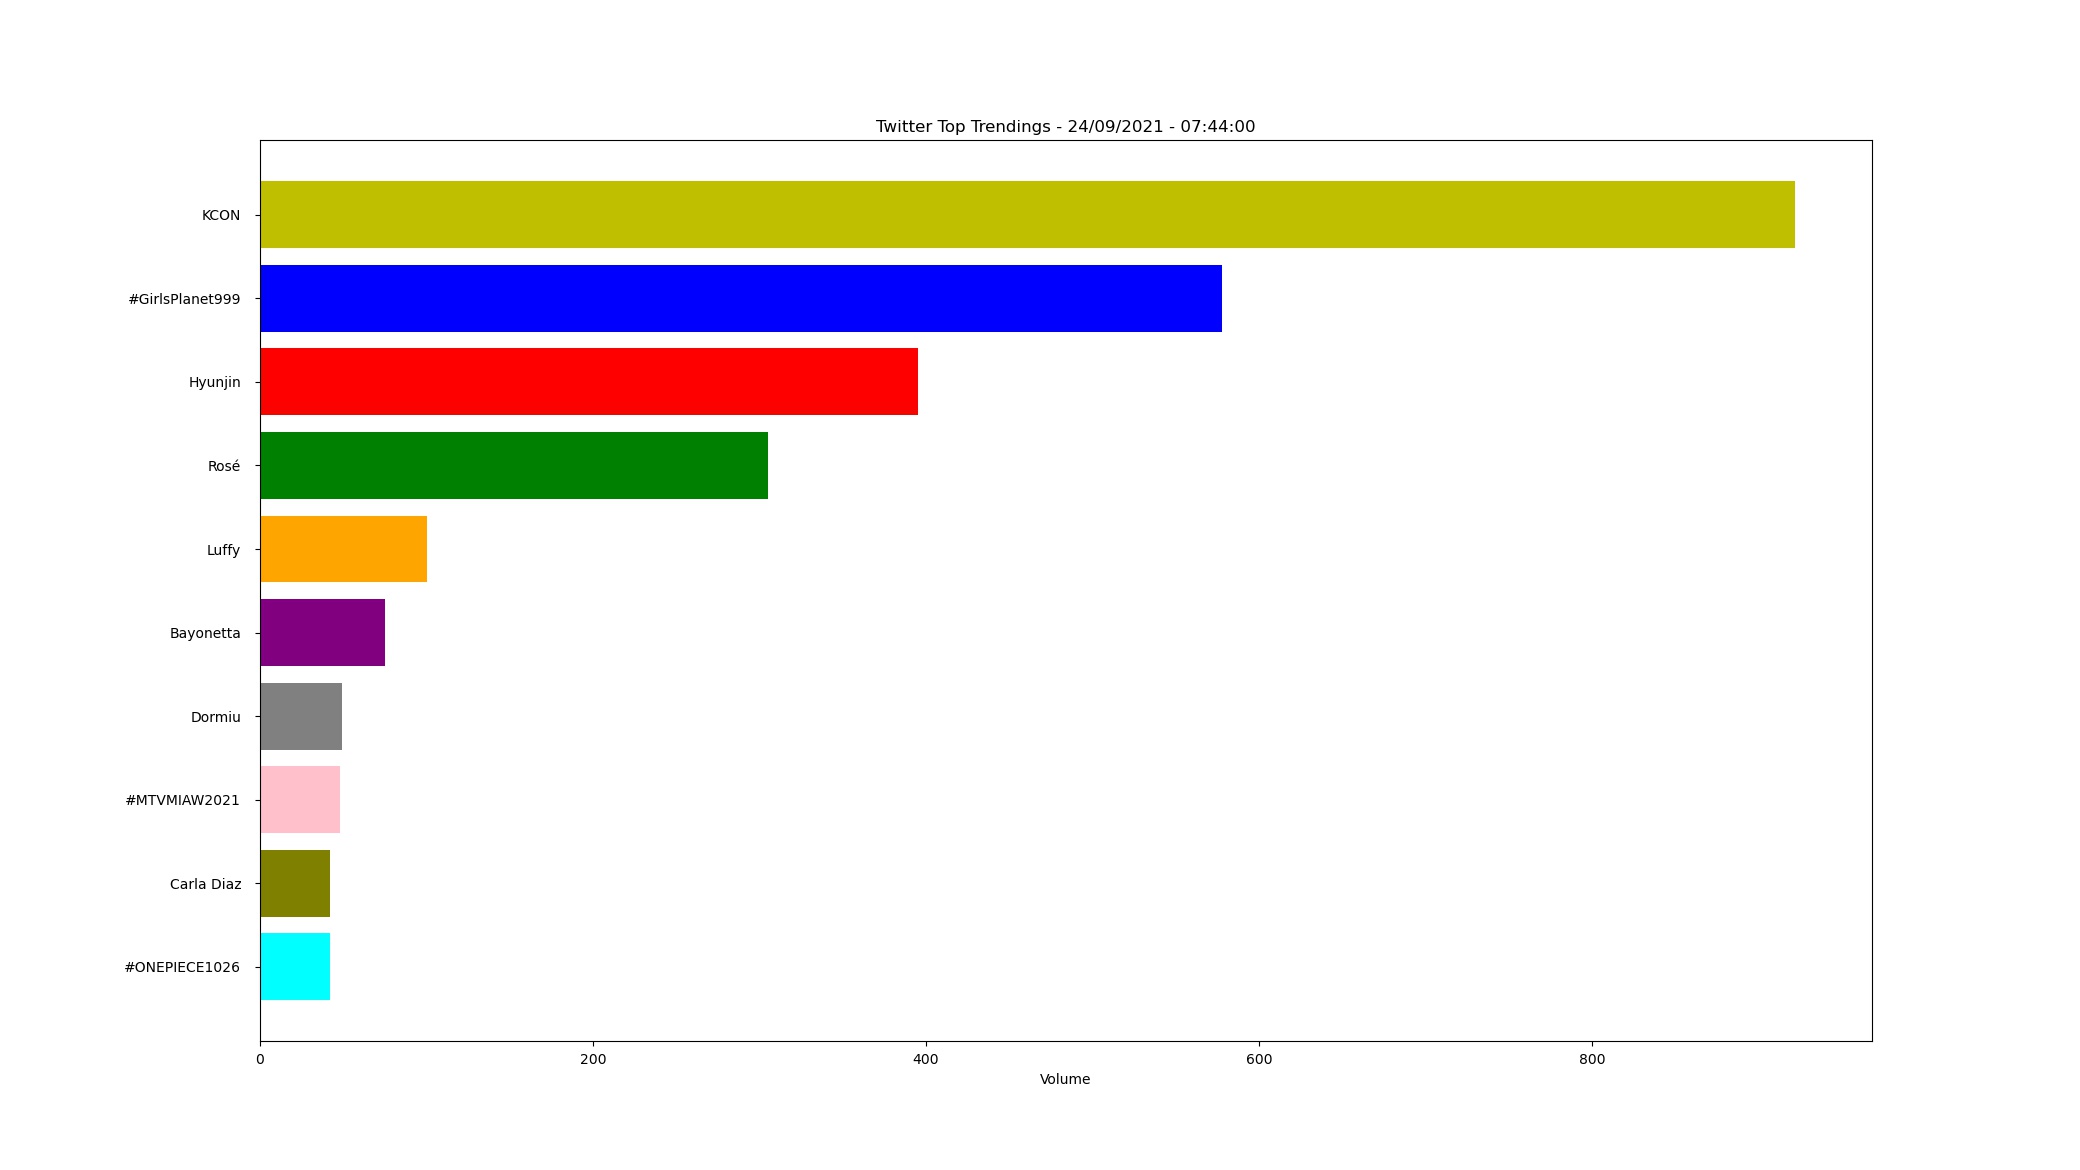 Twitter Top Trendings - 24/09/2021 - 07:44:00
KCON
#GirlsPlanet999
Hyunjin
Rosé
Luffy
Bayonetta
Dormiu
#MTVMIAW2021
Carla Diaz
#ONEPIECE1026
0 200 400 600 800
Volume